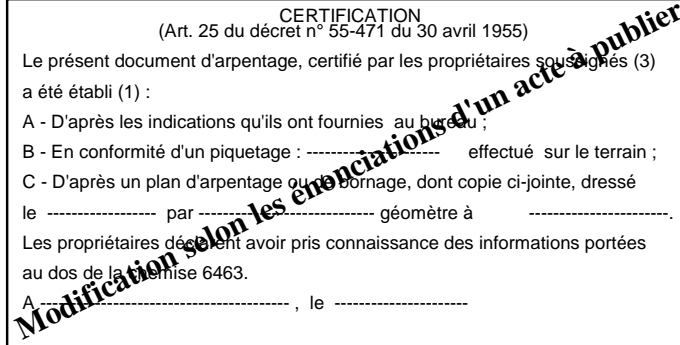 CERTIFICATION
(Art. 25 du décret n° 55-471 du 30 avril 1955)
Le présent document d'arpentage, certifié par les propriétaires soussignés (3)
a été établi (1) :
A - D'après les indications qu'ils ont fournies au bureau ;
B - En conformité d'un piquetage : ---------------------- effectué sur le terrain ;
C - D'après un plan d'arpentage ou de bornage, dont copie ci-jointe, dressé
le ------------------ par ----------------------------- géomètre à -----------------------.
Les propriétaires déclarent avoir pris connaissance des informations portées
au dos de la chemise 6463.
A ----------------------------------------- , le ----------------------
Modification selon les enonciations d'un acte à publier